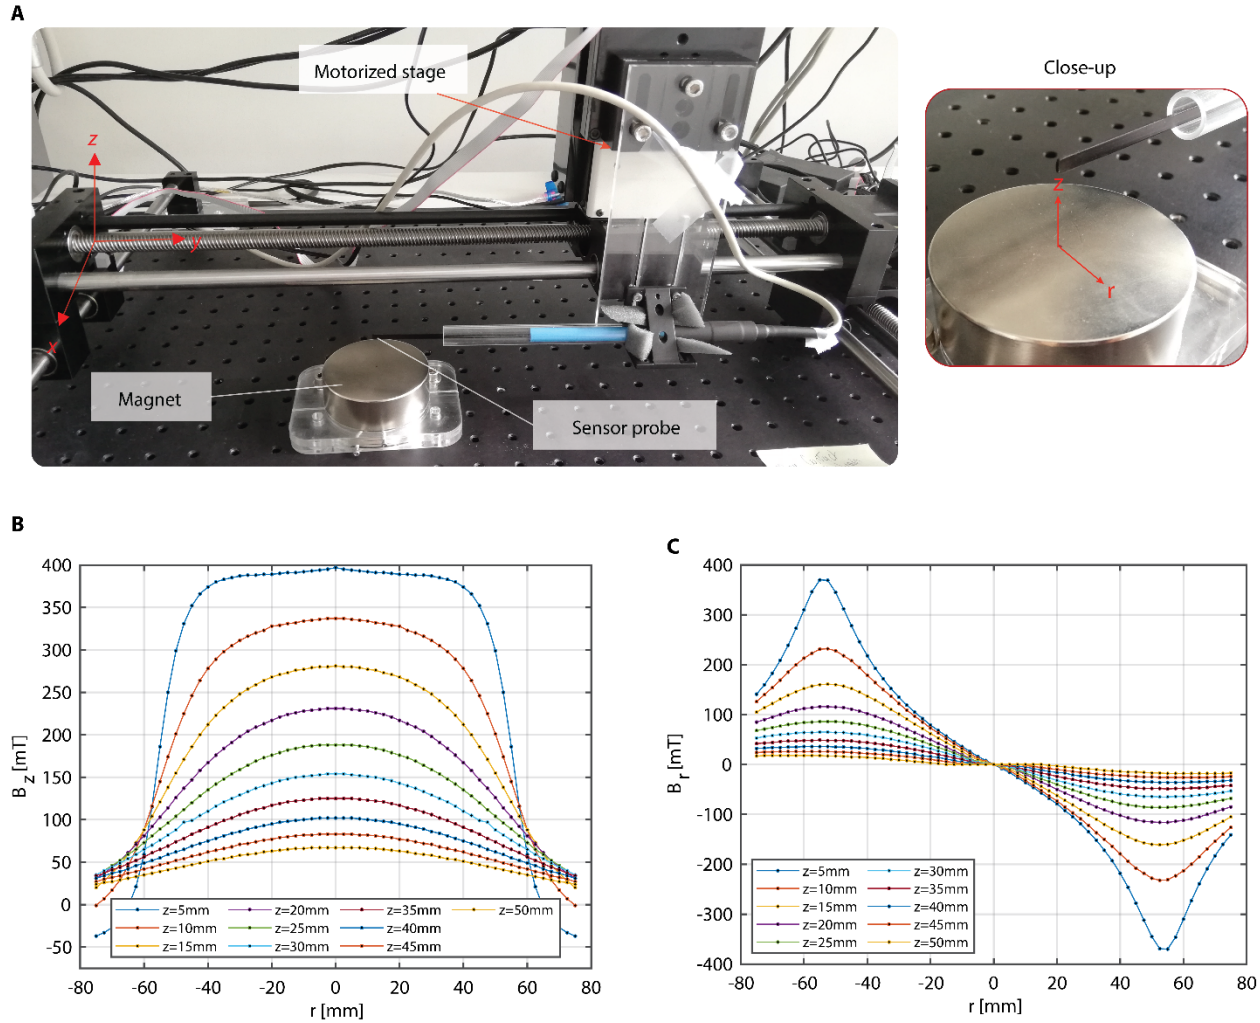 A
Motorized stage
z
y
x
Magnet
Sensor probe
Close-up
z
r
B
400
350
300
250
200
150
100
50
0
-50
B_z [mT]
-80 -60 -40 -20 0 20 40 60 80
r [mm]
z=5mm z=20mm z=35mm z=50mm
z=10mm z=25mm z=40mm
z=15mm z=30mm z=45mm
C
400
300
200
100
0
-100
-200
-300
-400
B_r [mT]
-80 -60 -40 -20 0 20 40 60 80
r [mm]
z=5mm z=30mm
z=10mm z=35mm
z=15mm z=40mm
z=20mm z=45mm
z=25mm z=50mm